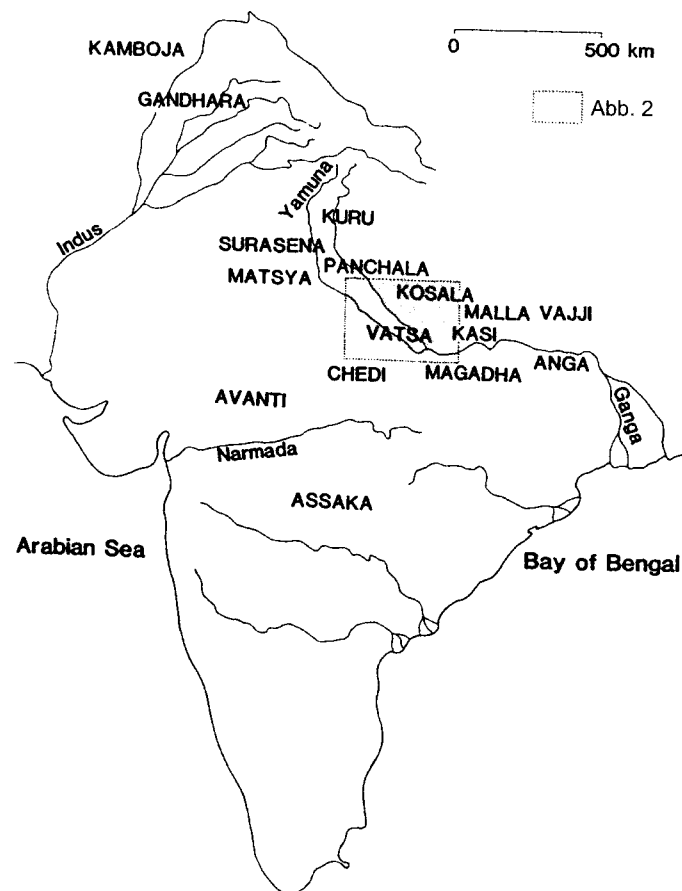 KAMBOJA
0 500 km
GANDHARA
Abb. 2
Yamuna
KURU
Indus
SURASENA
PANCHALA
MATSYA
KOSALA
MALLA VAJJI
VATSA KASI
CHEDI MAGADHA ANGA
AVANTI
Ganga
Narmada
ASSAKA
Arabian Sea
Bay of Bengal